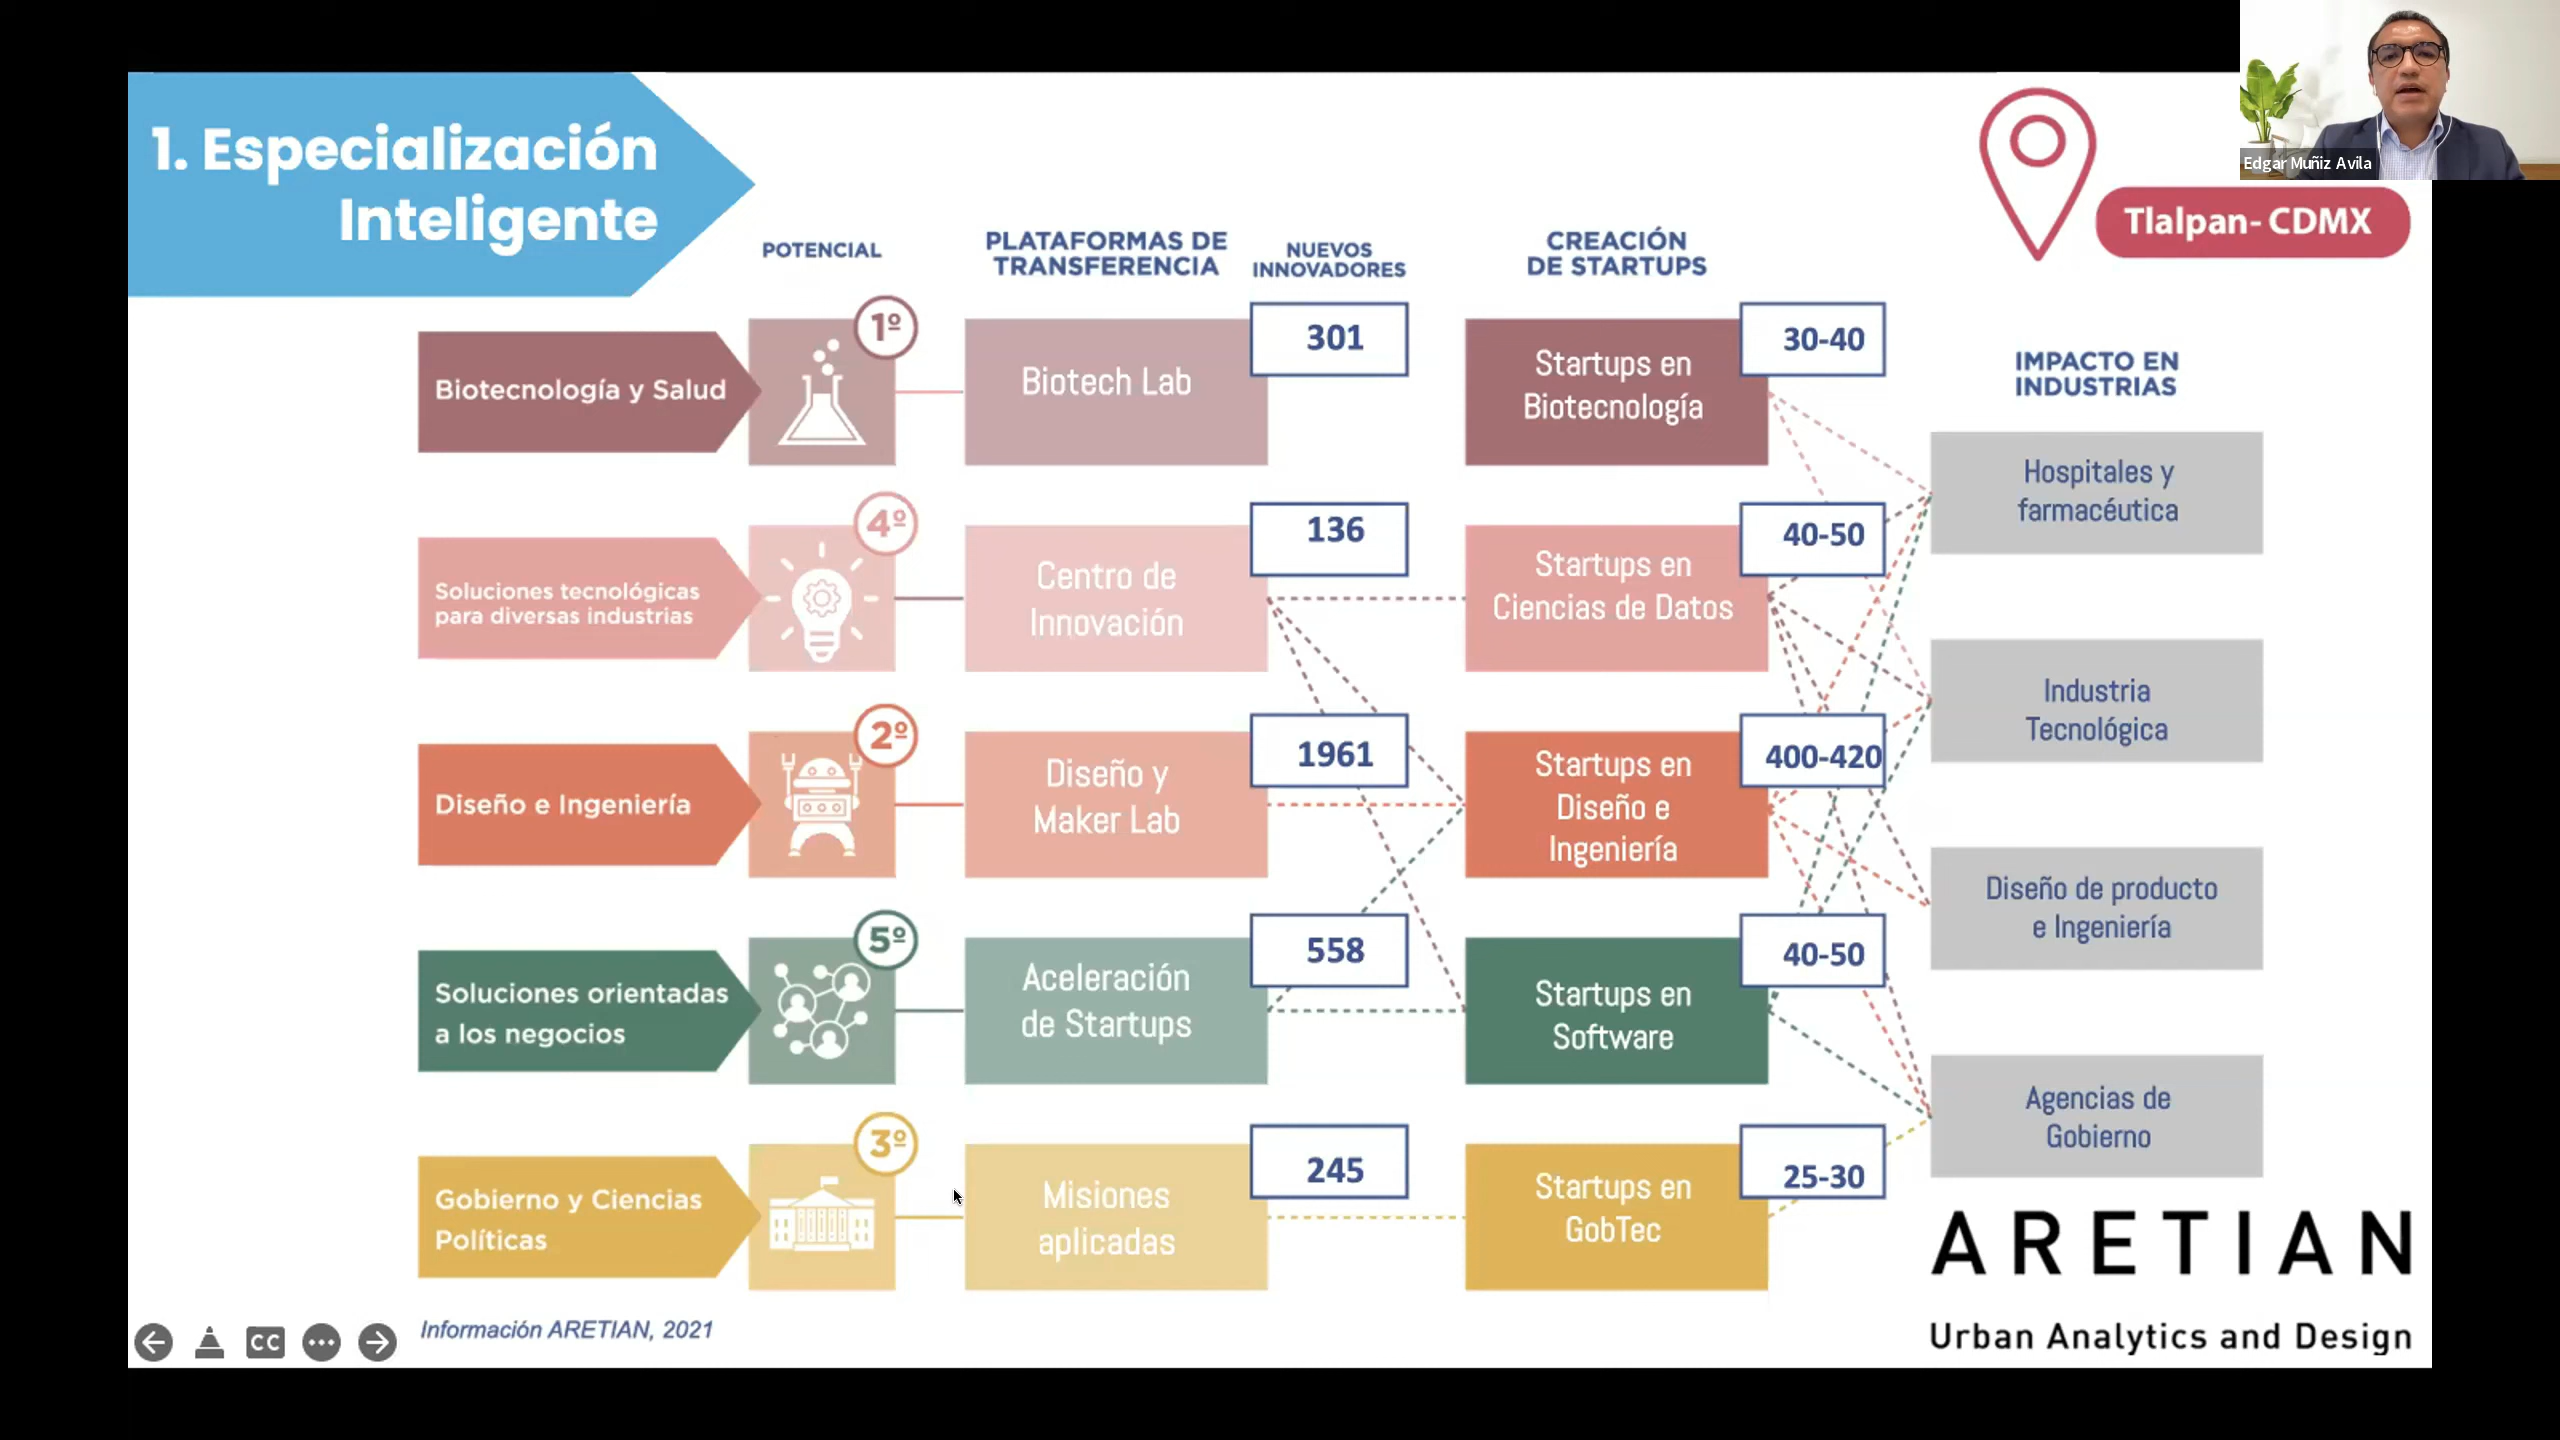 1. Especialización
Inteligente
Edgar Muñiz Avila
Tlalpan- CDMX
POTENCIAL
PLATAFORMAS DE
TRANSFERENCIA
NUEVOS
INNOVADORES
CREACIÓN
DE STARTUPS
IMPACTO EN
INDUSTRIAS
Biotecnología y Salud
1º
Biotech Lab
301
Startups en
Biotecnología
30-40
Soluciones tecnológicas
para diversas industrias
4º
Centro de
Innovación
136
Startups en
Ciencias de Datos
40-50
Diseño e Ingeniería
2º
Diseño y
Maker Lab
1961
Startups en
Diseño e
Ingeniería
400-420
Soluciones orientadas
a los negocios
5º
Aceleración
de Startups
558
Startups en
Software
40-50
Gobierno y Ciencias
Políticas
3º
Misiones
aplicadas
245
Startups en
GobTec
25-30
Hospitales y
farmacéutica
Industria
Tecnológica
Diseño de producto
e Ingeniería
Agencias de
Gobierno
ARETIAN
Urban Analytics and Design
CC
Información ARETIAN, 2021